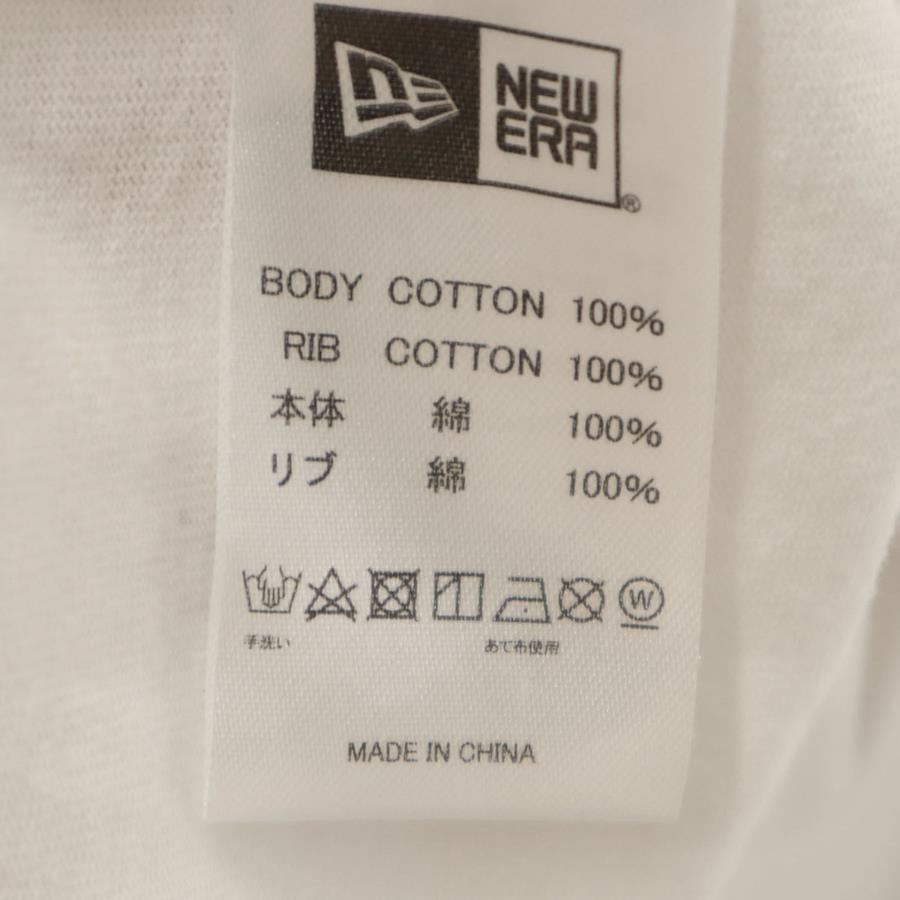 NEW
ERA
®
BODY COTTON 100%
RIB COTTON 100%
本体 綿 100%
リブ 綿 100%
W
手洗い あて布使用
MADE IN CHINA